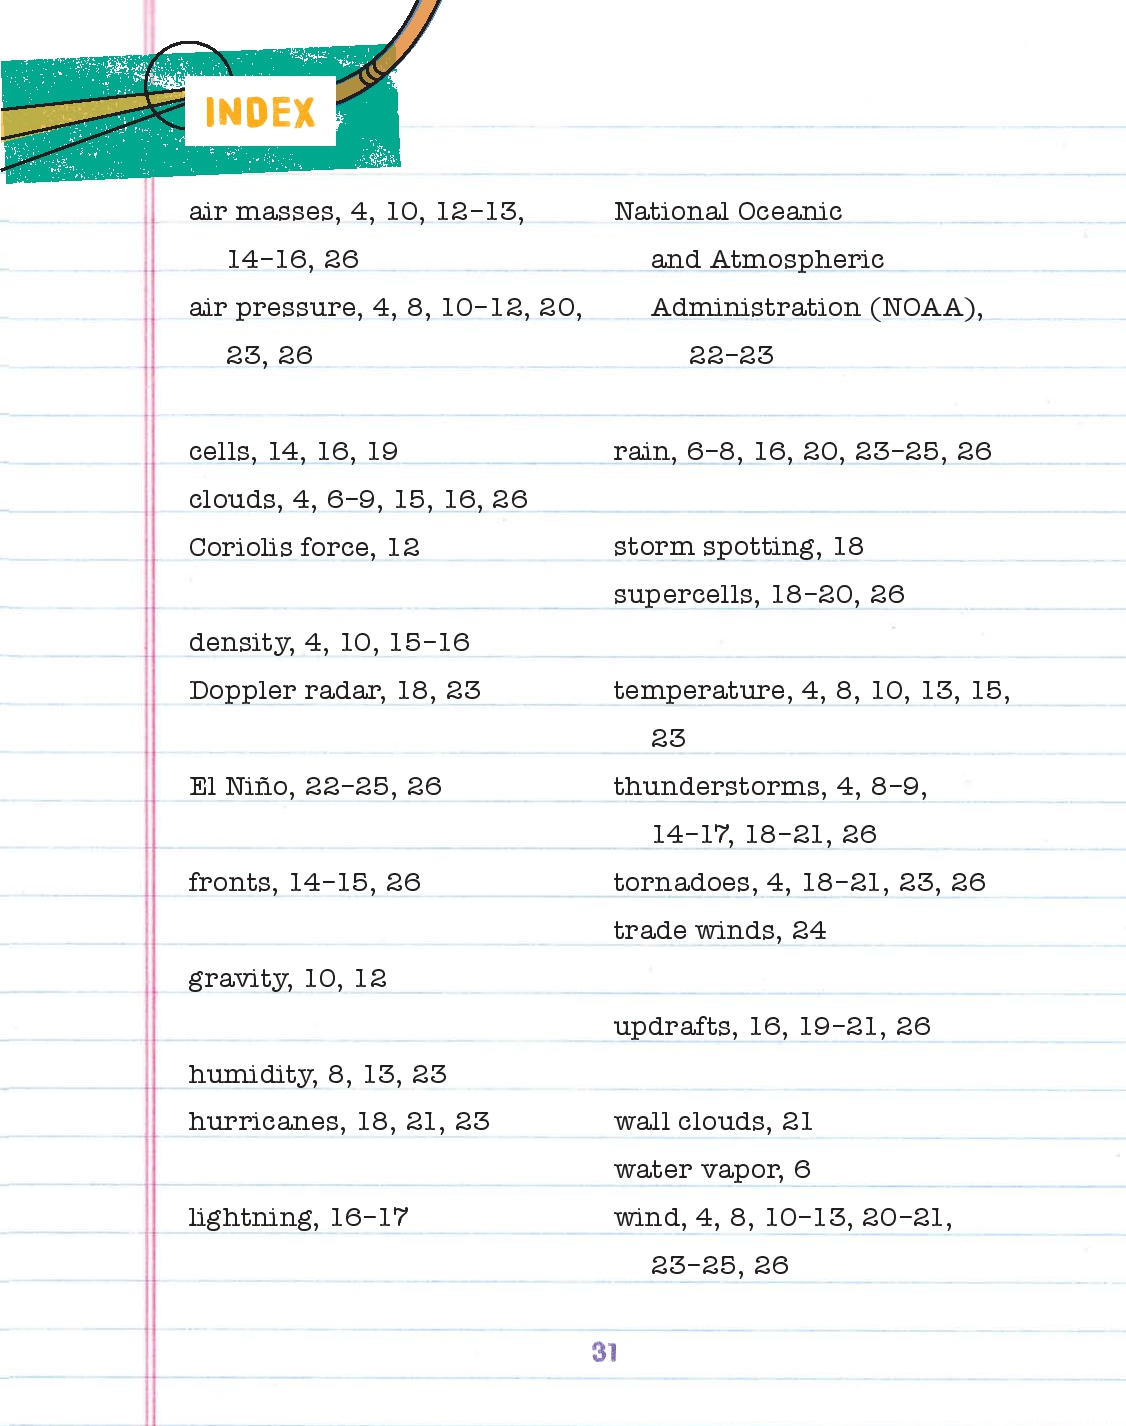 INDEX
air masses, 4, 10, 12–13,
14–16, 26
air pressure, 4, 8, 10–12, 20,
23, 26
cells, 14, 16, 19
clouds, 4, 6–9, 15, 16, 26
Coriolis force, 12
density, 4, 10, 15–16
Doppler radar, 18, 23
El Niño, 22–25, 26
fronts, 14–15, 26
gravity, 10, 12
humidity, 8, 13, 23
hurricanes, 18, 21, 23
lightning, 16–17
National Oceanic
and Atmospheric
Administration (NOAA),
22–23
rain, 6–8, 16, 20, 23–25, 26
storm spotting, 18
supercells, 18–20, 26
temperature, 4, 8, 10, 13, 15,
23
thunderstorms, 4, 8–9,
14–17, 18–21, 26
tornadoes, 4, 18–21, 23, 26
trade winds, 24
updrafts, 16, 19–21, 26
wall clouds, 21
water vapor, 6
wind, 4, 8, 10–13, 20–21,
23–25, 26
31